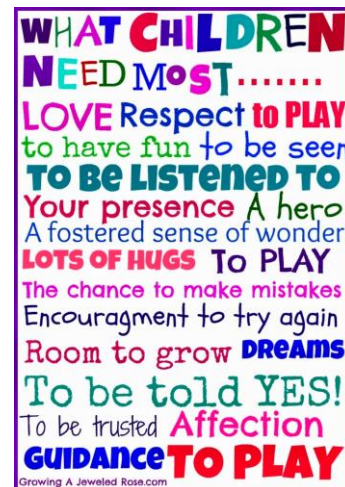 WHAT CHILDREN
NEED MOST.......
LOVE Respect to PLAY
to have fun to be seen
TO BE LISTENED TO
Your presence A hero
A fostered sense of wonder
LOTS OF HUGS To PLAY
The chance to make mistakes
Encouragment to try again
Room to grow DREAMS
To be told YES!
To be trusted Affection
GUIDANCE TO PLAY
Growing A Jeweled Rose.com